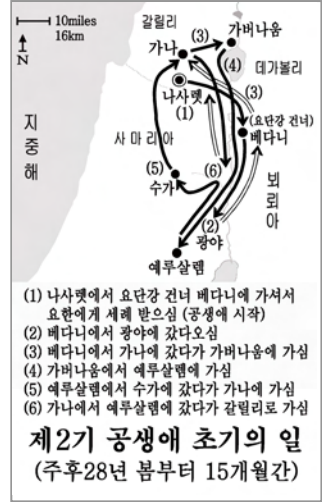 10miles
16km
N
갈릴리
(3)
가버나움
가나
(4)
데가볼리
나사렛
(1)
(3)
(요단강 건너)
베다니
지중해
사마리아
(5)
수가
(6)
뵈뢰아
(2)
광야
예루살렘
(1) 나사렛에서 요단강 건너 베다니에 가셔서
요한에게 세례 받으심 (공생애 시작)
(2) 베다니에서 광야에 갔다오심
(3) 베다니에서 가나에 갔다가 가버나움에 가심
(4) 가버나움에서 예루살렘에 가심
(5) 예루살렘에서 수가에 갔다가 가나에 가심
(6) 가나에서 예루살렘에 갔다가 갈릴리로 가심
제2기 공생애 초기의 일
(주후28년 봄부터 15개월간)